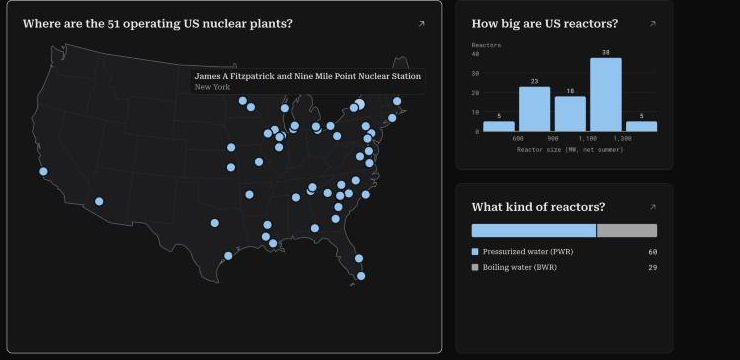 Where are the 51 operating US nuclear plants?
James A Fitzpatrick and Nine Mile Point Nuclear Station
New York
How big are US reactors?
Reactors
40
30
20
10
0
5
23
18
38
5
600 900 1,100 1,300
Reactor size (MW, net summer)
What kind of reactors?
Pressurized water (PWR) 60
Boiling water (BWR) 29